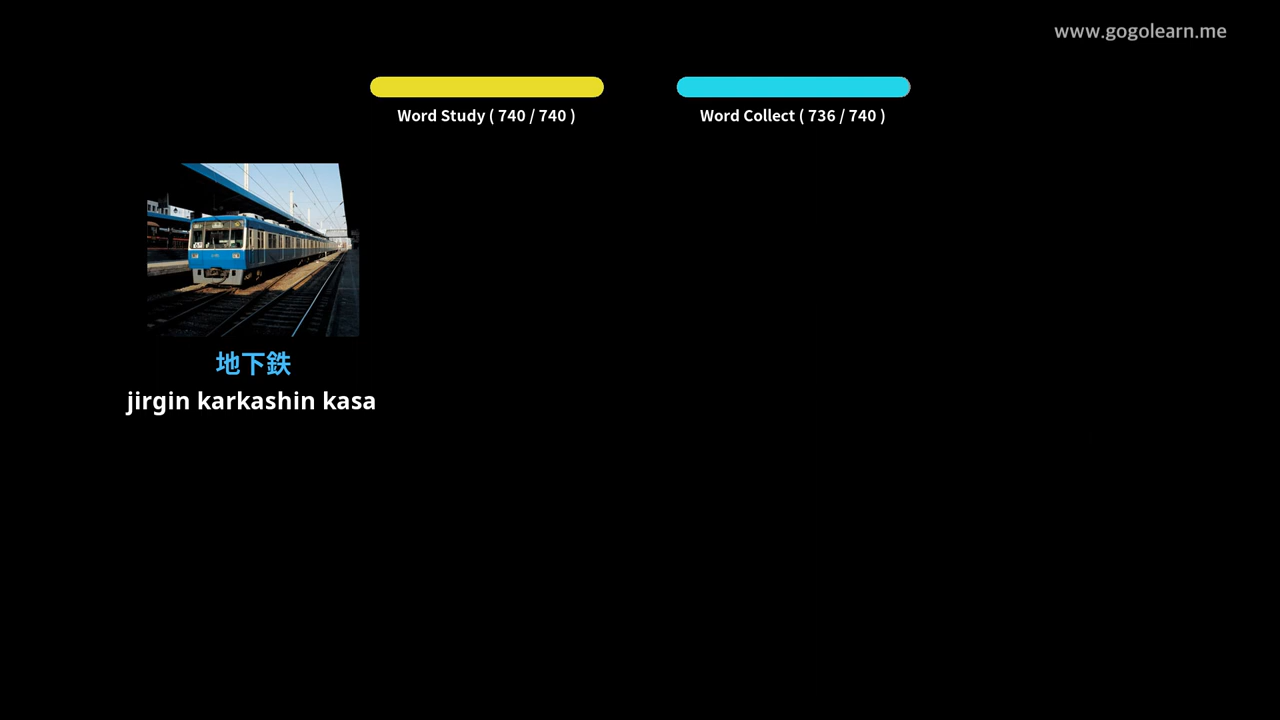 www.gogolearn.me
Word Study ( 740 / 740 )
Word Collect ( 736 / 740 )
地下鉄
jirgin karkashin kasa